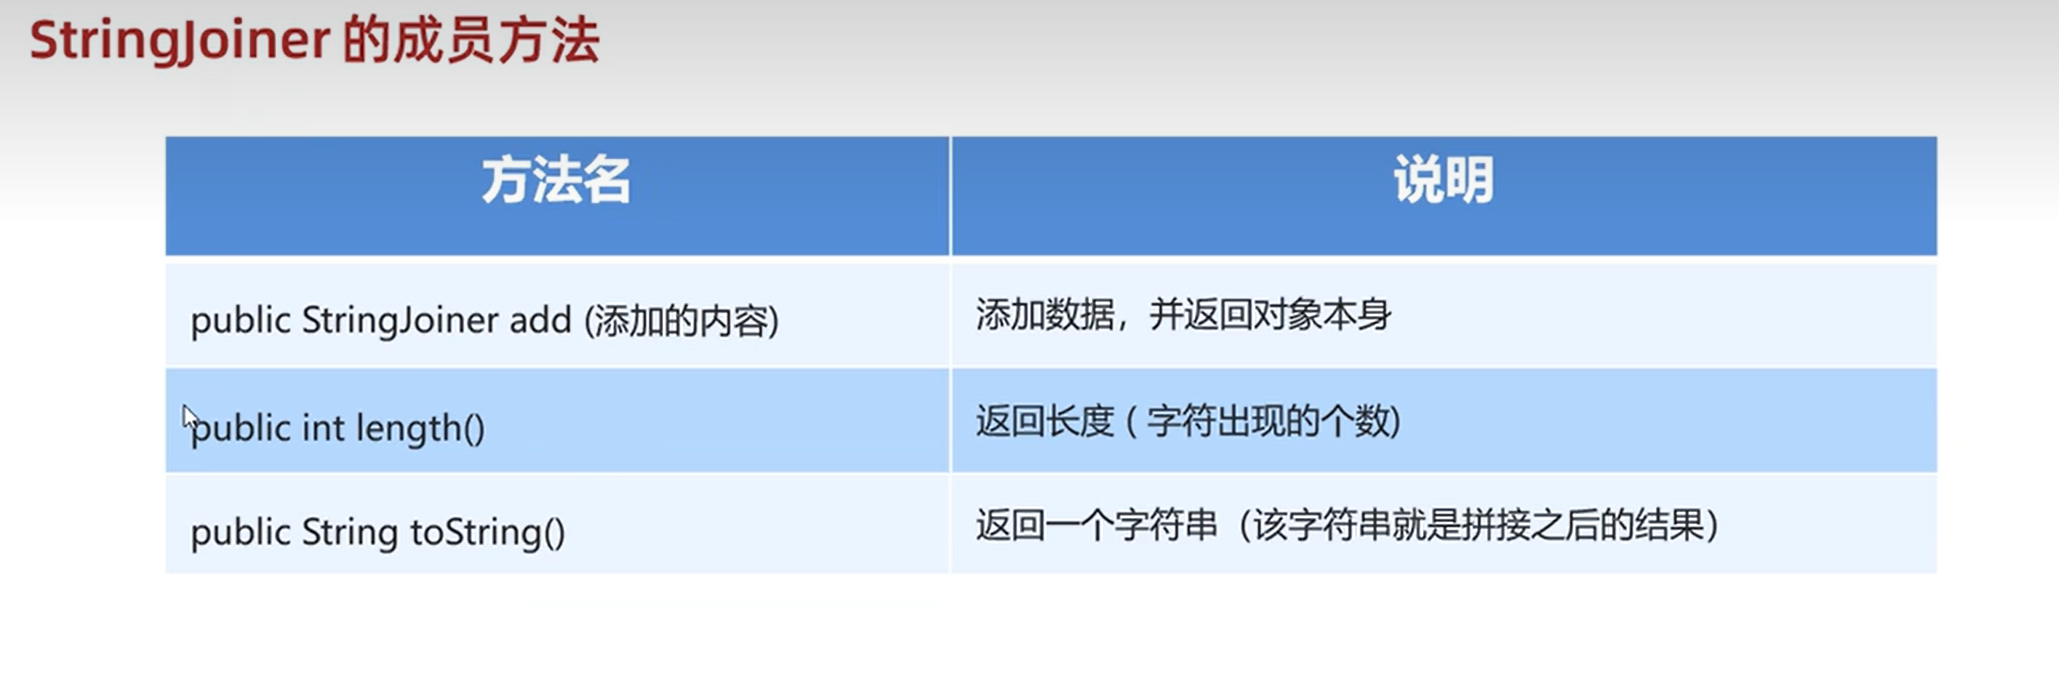 StringJoiner 的成员方法
方法名
说明
public StringJoiner add (添加的内容)
添加数据，并返回对象本身
public int length()
返回长度 ( 字符出现的个数)
public String toString()
返回一个字符串（该字符串就是拼接之后的结果）